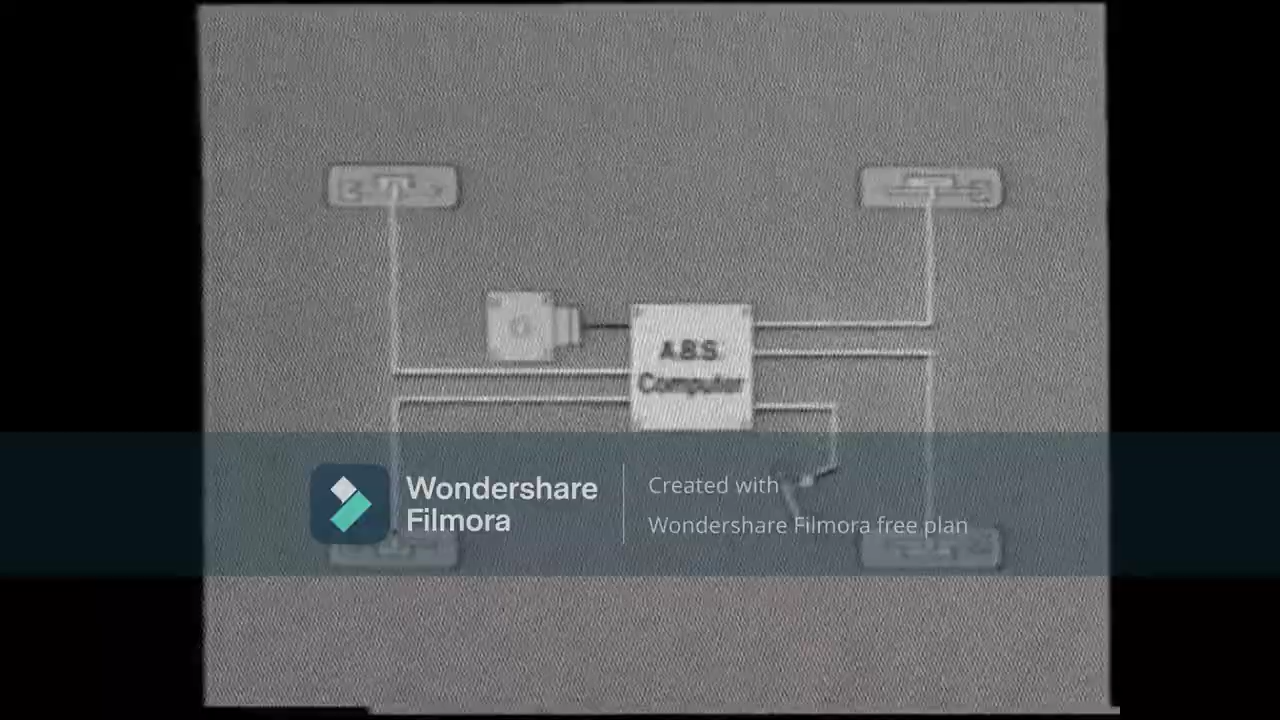 A.B.S.
Computer
Wondershare
Filmora
Created with
Wondershare Filmora free plan